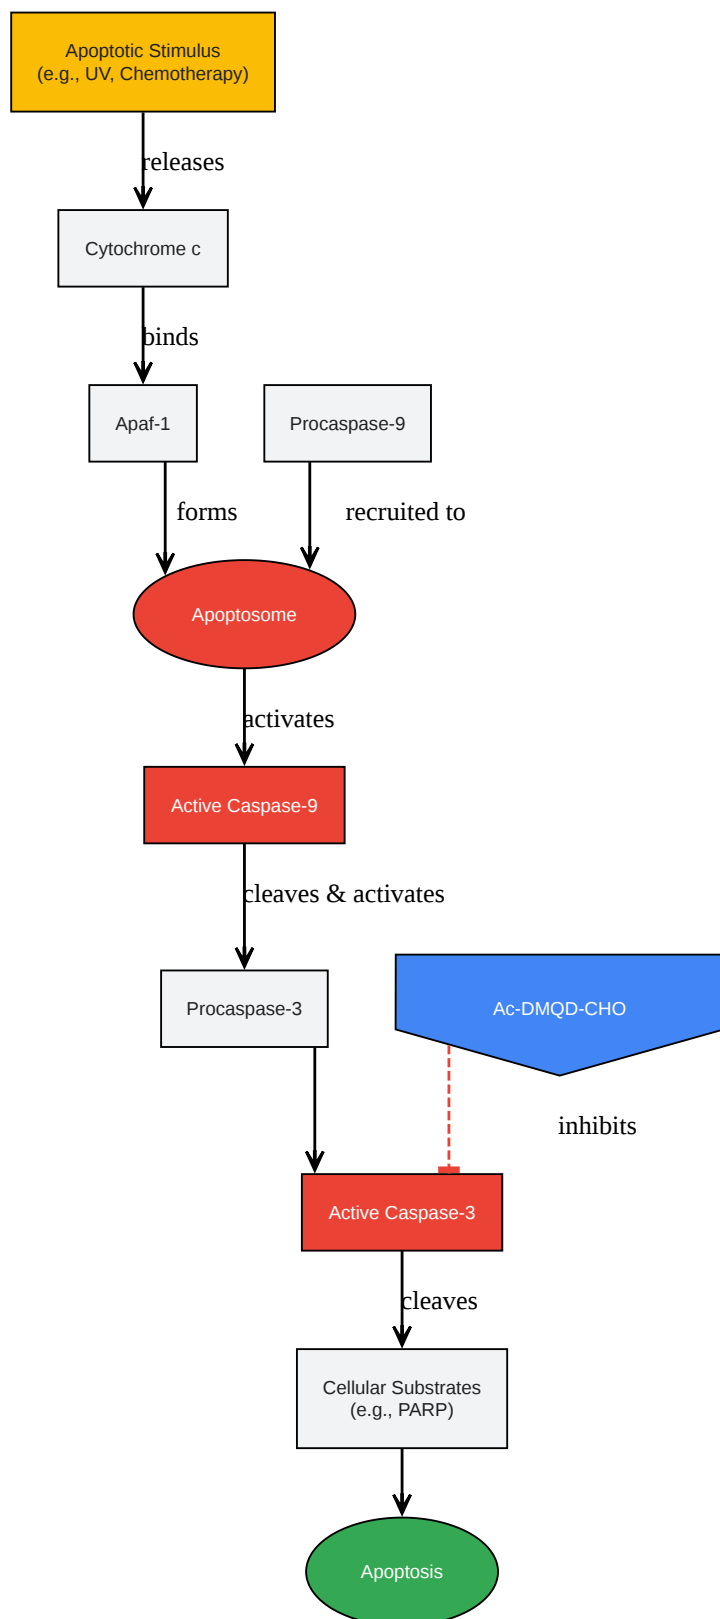 Apoptotic Stimulus
(e.g., UV, Chemotherapy)
releases
Cytochrome c
binds
Apaf-1
Procaspase-9
forms
recruited to
Apoptosome
activates
Active Caspase-9
cleaves & activates
Procaspase-3
Ac-DMQD-CHO
inhibits
Active Caspase-3
cleaves
Cellular Substrates
(e.g., PARP)
Apoptosis